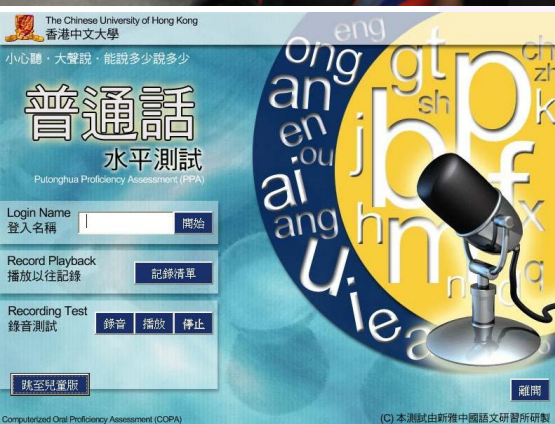 The Chinese University of Hong Kong
香港中文大學
小心聽．大聲說．能說多少說多少
普通話
水平測試
Putonghua Proficiency Assessment (PPA)
Login Name
登入名稱
開始
Record Playback
播放以往記錄
記錄清單
Recording Test
錄音測試
錄音 播放 停止
跳至兒童版
Computerized Oral Proficiency Assessment (COPA)
eng
ong
an
en
ou
ai
ang
u
i
e
a
gt
ch
zh
sh
p
k
j
b
f
h
m
x
n
q
離開
(C) 本測試由新雅中國語文研習所研製